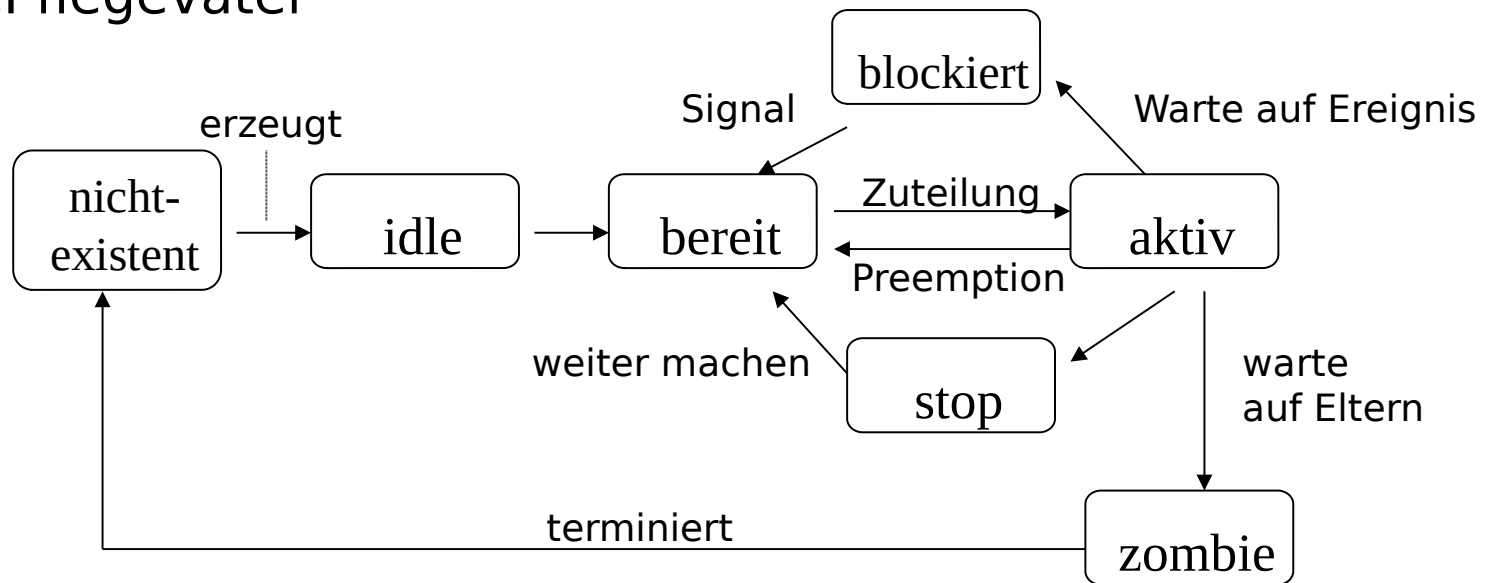 Pflegevater
blockiert
Signal
Warte auf Ereignis
erzeugt
nicht-
existent
idle
bereit
Zuteilung
aktiv
Preemption
weiter machen
stop
warte
auf Eltern
terminiert
zombie